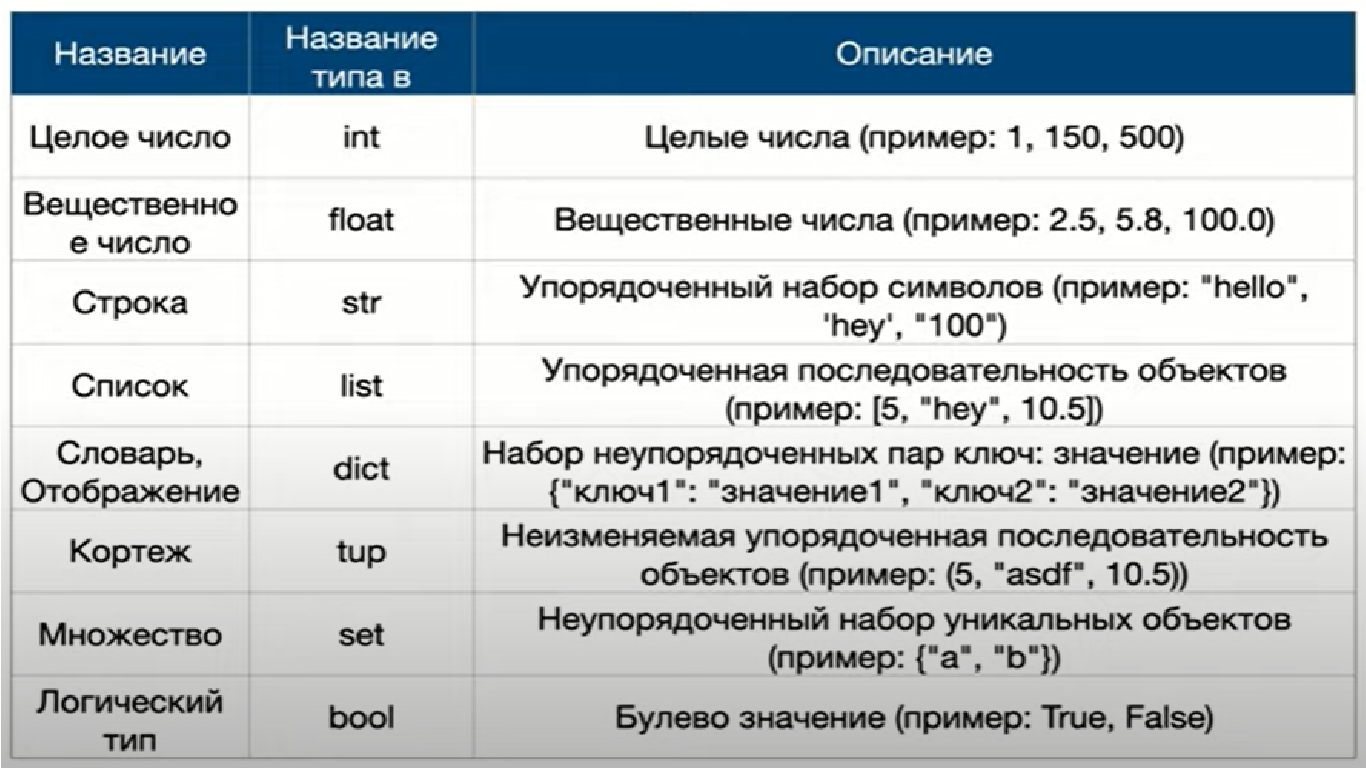 Название
Название
типа в
Описание
Целое число
int
Целые числа (пример: 1, 150, 500)
Вещественно
е число
float
Вещественные числа (пример: 2.5, 5.8, 100.0)
Строка
str
Упорядоченный набор символов (пример: "hello",
'hey', "100")
Список
list
Упорядоченная последовательность объектов
(пример: [5, "hey", 10.5])
Словарь,
Отображение
dict
Набор неупорядоченных пар ключ: значение (пример:
{"ключ1": "значение1", "ключ2": "значение2"})
Кортеж
tup
Неизменяемая упорядоченная последовательность
объектов (пример: (5, "asdf", 10.5))
Множество
set
Неупорядоченный набор уникальных объектов
(пример: {"a", "b"})
Логический
тип
bool
Булево значение (пример: True, False)